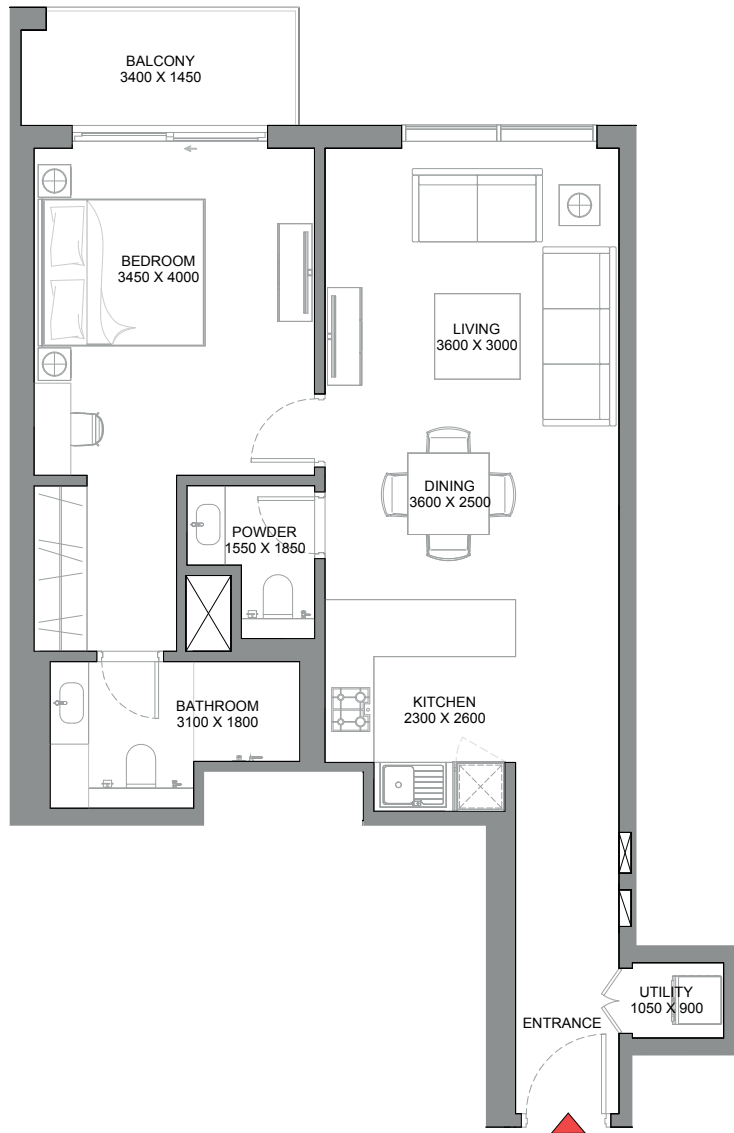 BALCONY
3400 X 1450
BEDROOM
3450 X 4000
LIVING
3600 X 3000
DINING
3600 X 2500
POWDER
1550 X 1850
KITCHEN
2300 X 2600
BATHROOM
3100 X 1800
UTILITY
1050 X 900
ENTRANCE